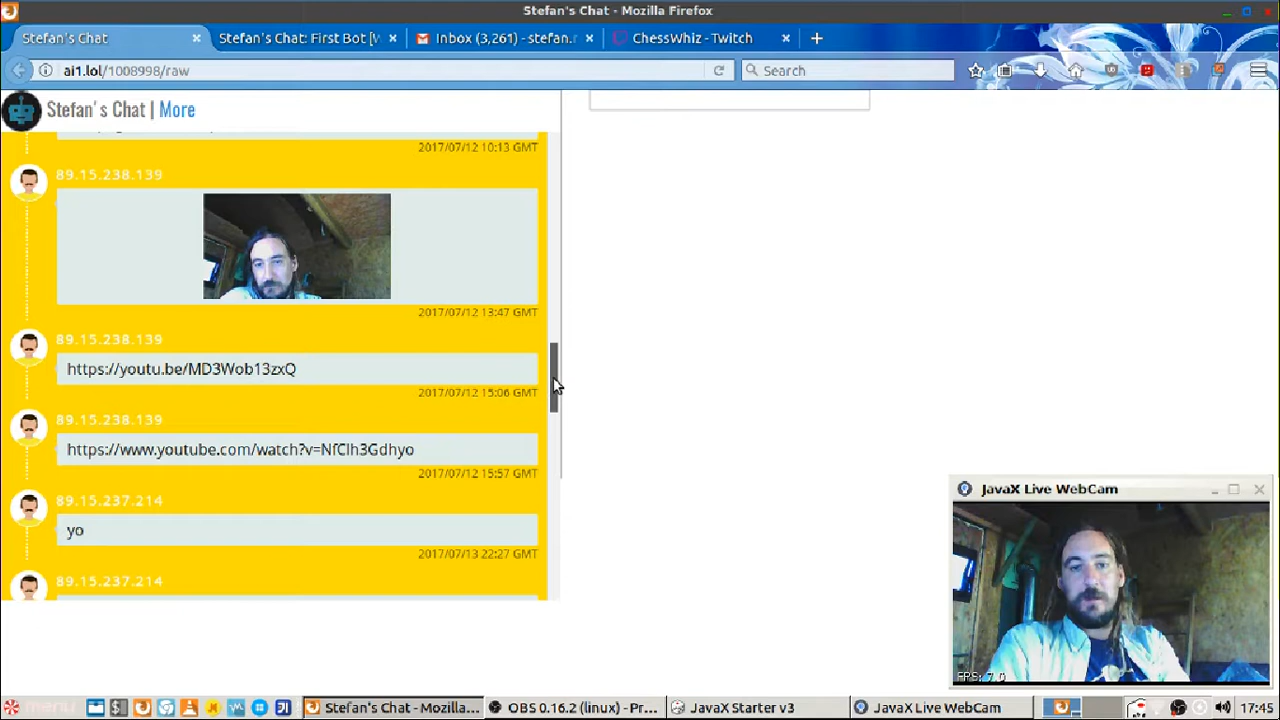 Stefan's Chat - Mozilla Firefox
Stefan's Chat
Stefan's Chat: First Bot [W
Inbox (3,261) - stefan.r
ChessWhiz - Twitch
ai1.lol/1008998/raw
Search
Stefan's Chat | More
2017/07/12 10:13 GMT
89.15.238.139
2017/07/12 13:47 GMT
89.15.238.139
https://youtu.be/MD3Wob13zxQ
2017/07/12 15:06 GMT
89.15.238.139
https://www.youtube.com/watch?v=NfClh3Gdhyo
2017/07/12 15:57 GMT
89.15.237.214
yo
2017/07/13 22:27 GMT
89.15.237.214
JavaX Live WebCam
FPS: 7.0
menu
Stefan's Chat - Mozilla...
OBS 0.16.2 (linux) - Pr...
JavaX Starter v3
JavaX Live WebCam
17:45